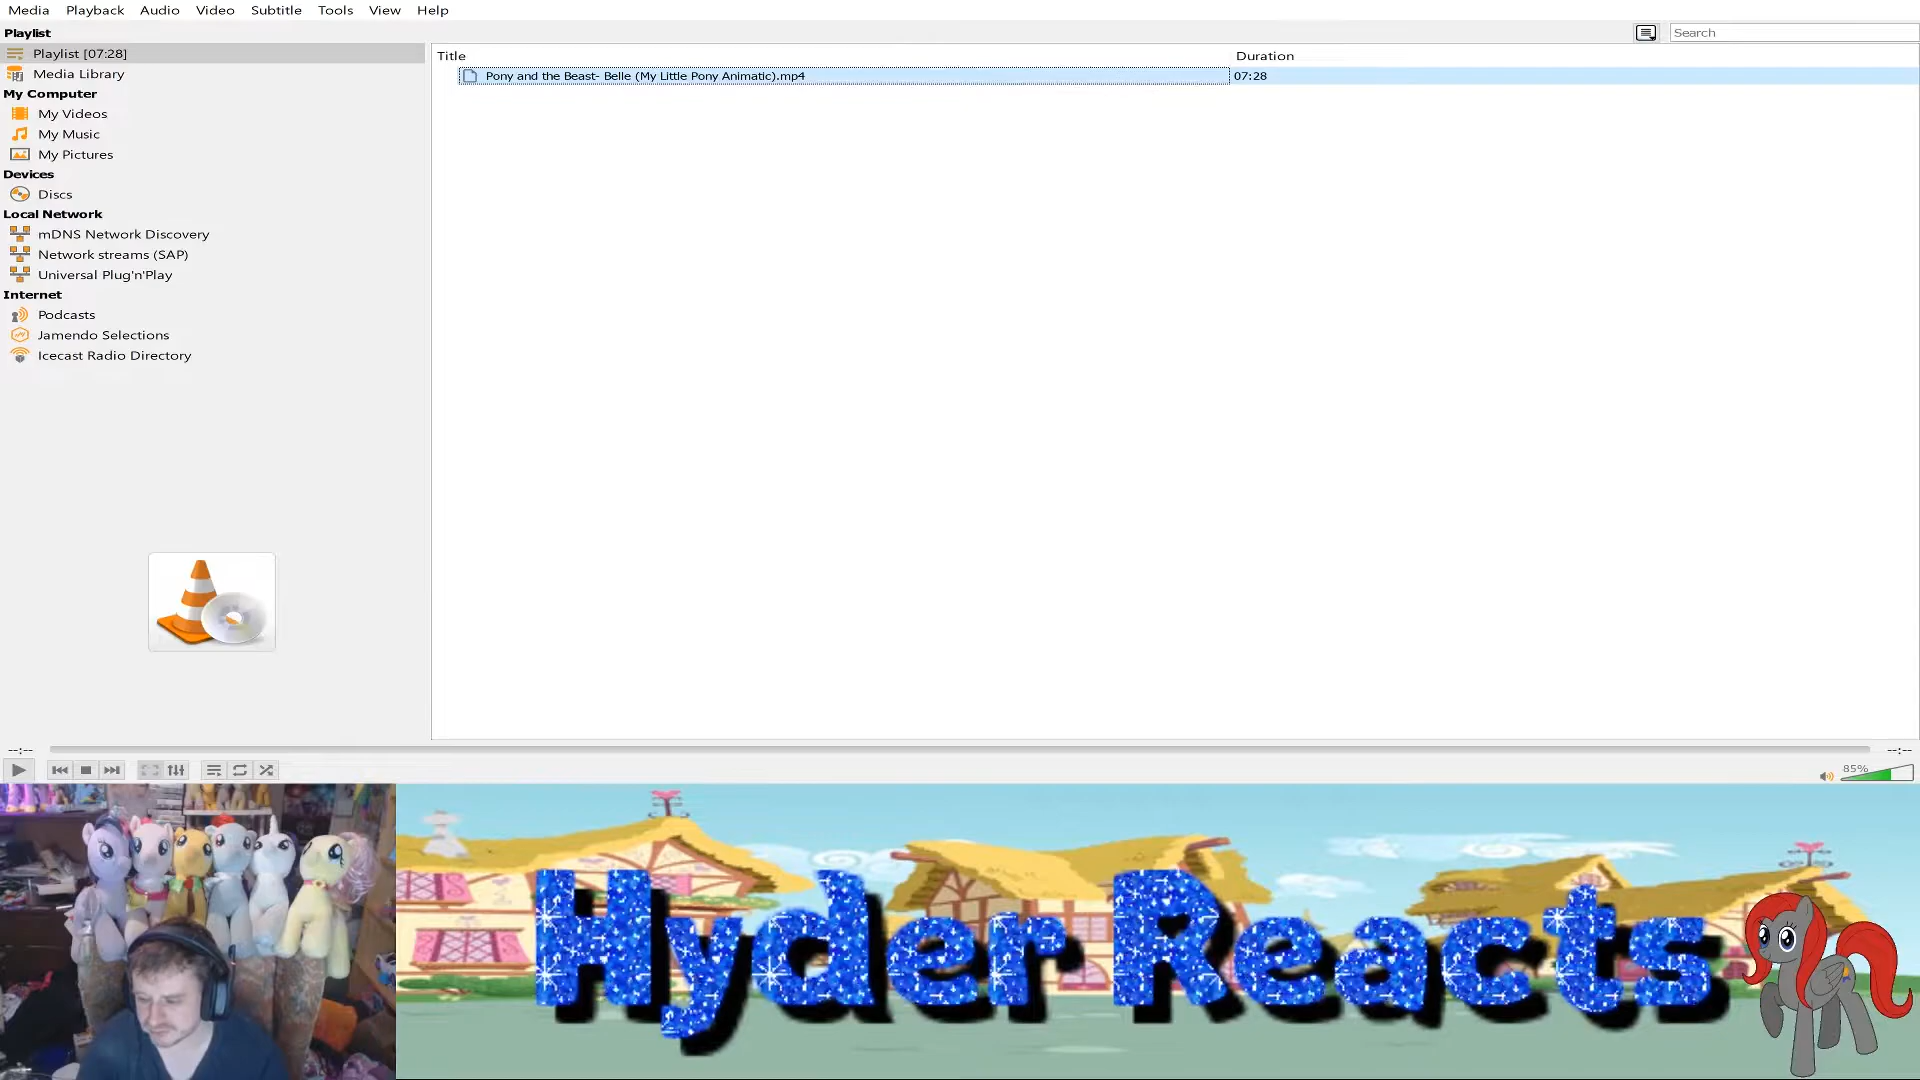 Media Playback Audio Video Subtitle Tools View Help
Playlist
Search
Playlist [07:28]
Media Library
My Computer
My Videos
My Music
My Pictures
Devices
Discs
Local Network
mDNS Network Discovery
Network streams (SAP)
Universal Plug'n'Play
Internet
Podcasts
Jamendo Selections
Icecast Radio Directory
Title Duration
Pony and the Beast- Belle (My Little Pony Animatic).mp4 07:28
--:-- --:--
85%
Hyder Reacts